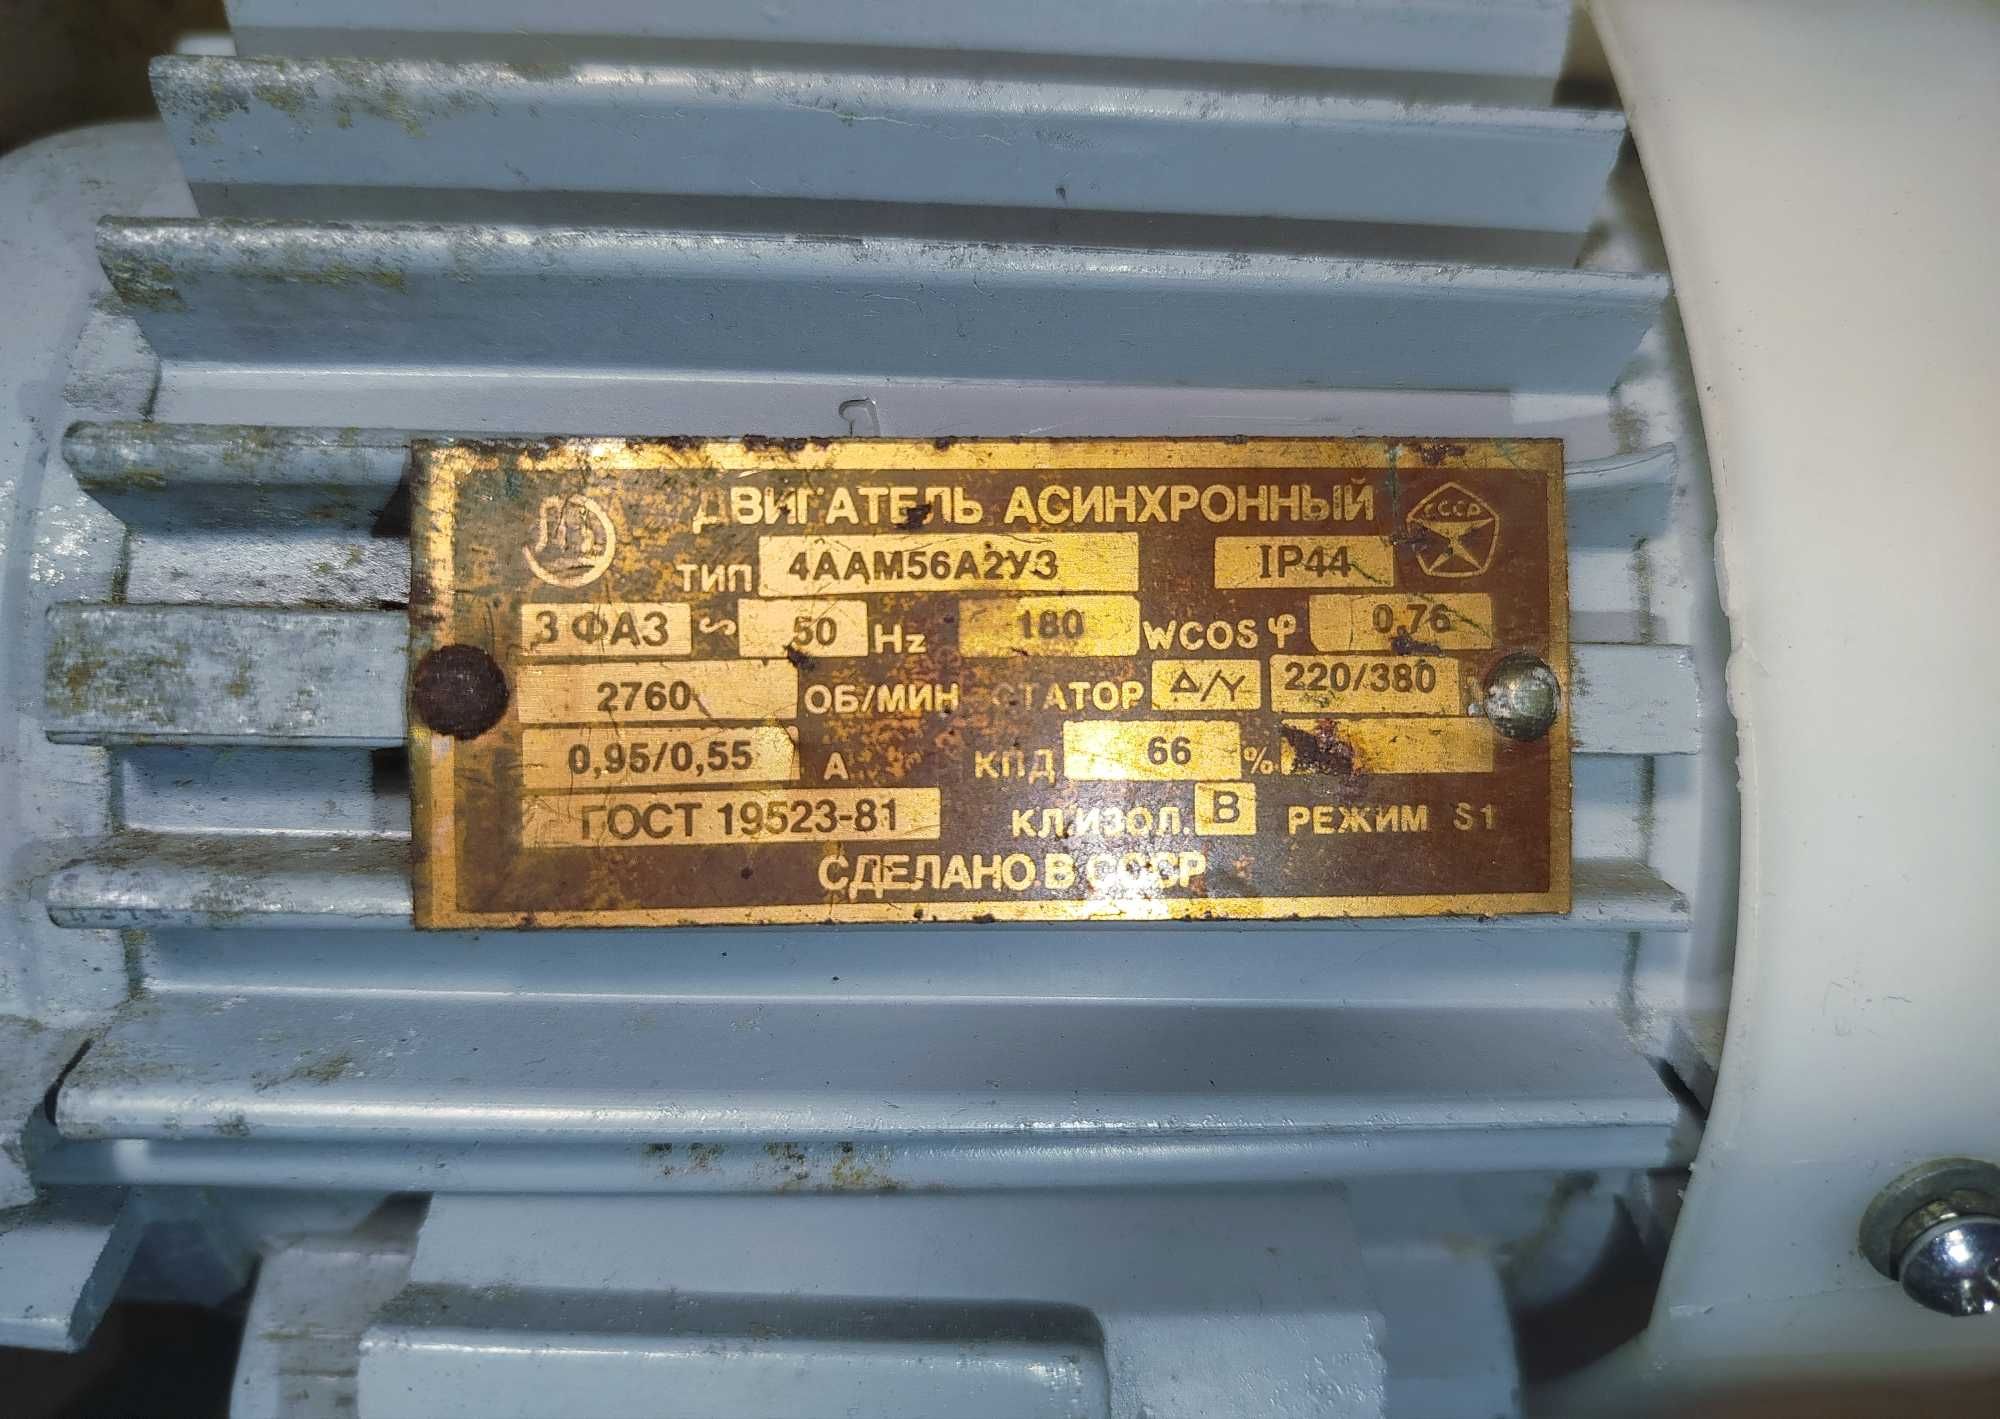 ДВИГАТЕЛЬ АСИНХРОННЫЙ СССР
ТИП 4ААМ56А2У3 IP44
3 ФАЗ ~ 50 Hz 180 W COS φ 0,76
2760 ОБ/МИН СТАТОР Δ/Y 220/380
0,95/0,55 А КПД 66 %
ГОСТ 19523-81 КЛ ИЗОЛ. В РЕЖИМ S1
СДЕЛАНО В СССР